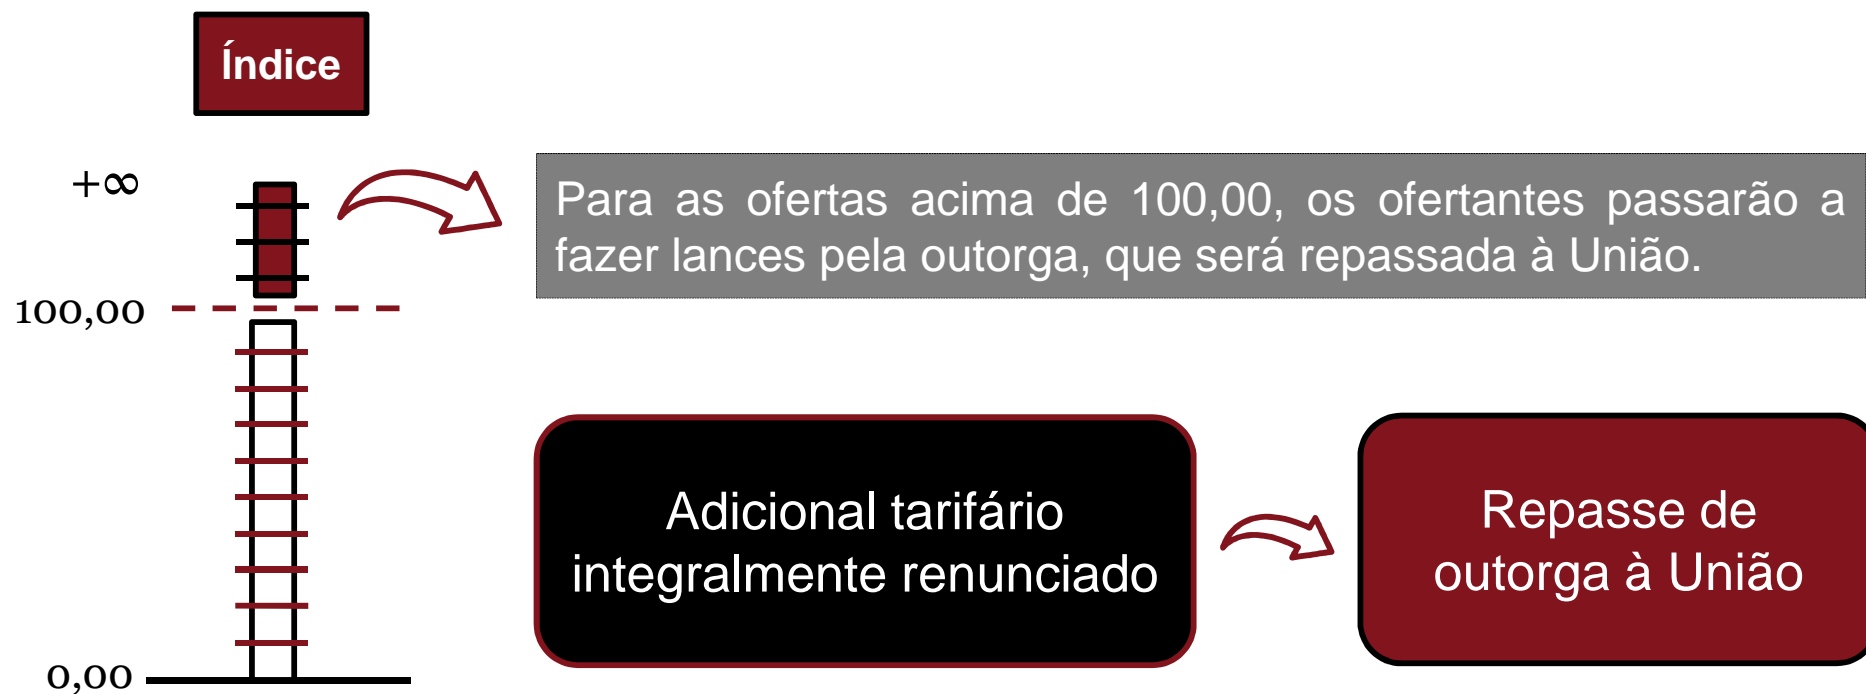 Índice
+∞
Para as ofertas acima de 100,00, os ofertantes passarão a
fazer lances pela outorga, que será repassada à União.
100,00
Adicional tarifário
integralmente renunciado
Repasse de
outorga à União
0,00